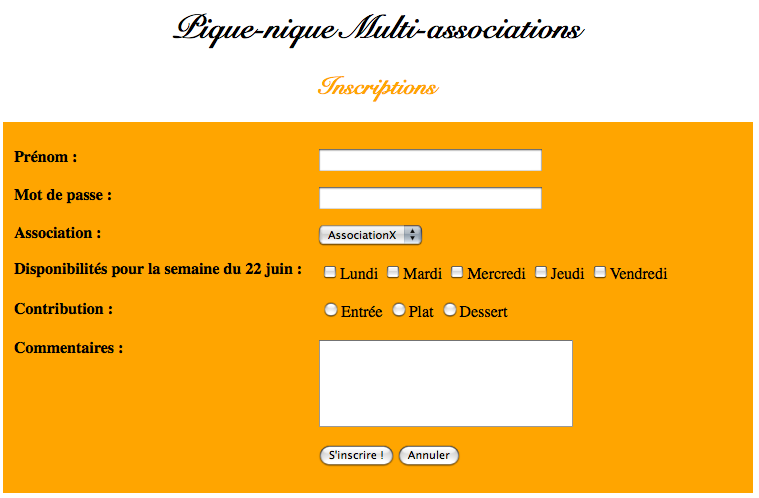 Pique-nique Multi-associations
Inscriptions
Prénom :
Mot de passe :
Association : AssociationX
Disponibilités pour la semaine du 22 juin : Lundi Mardi Mercredi Jeudi Vendredi
Contribution : Entrée Plat Dessert
Commentaires :
S'inscrire ! Annuler